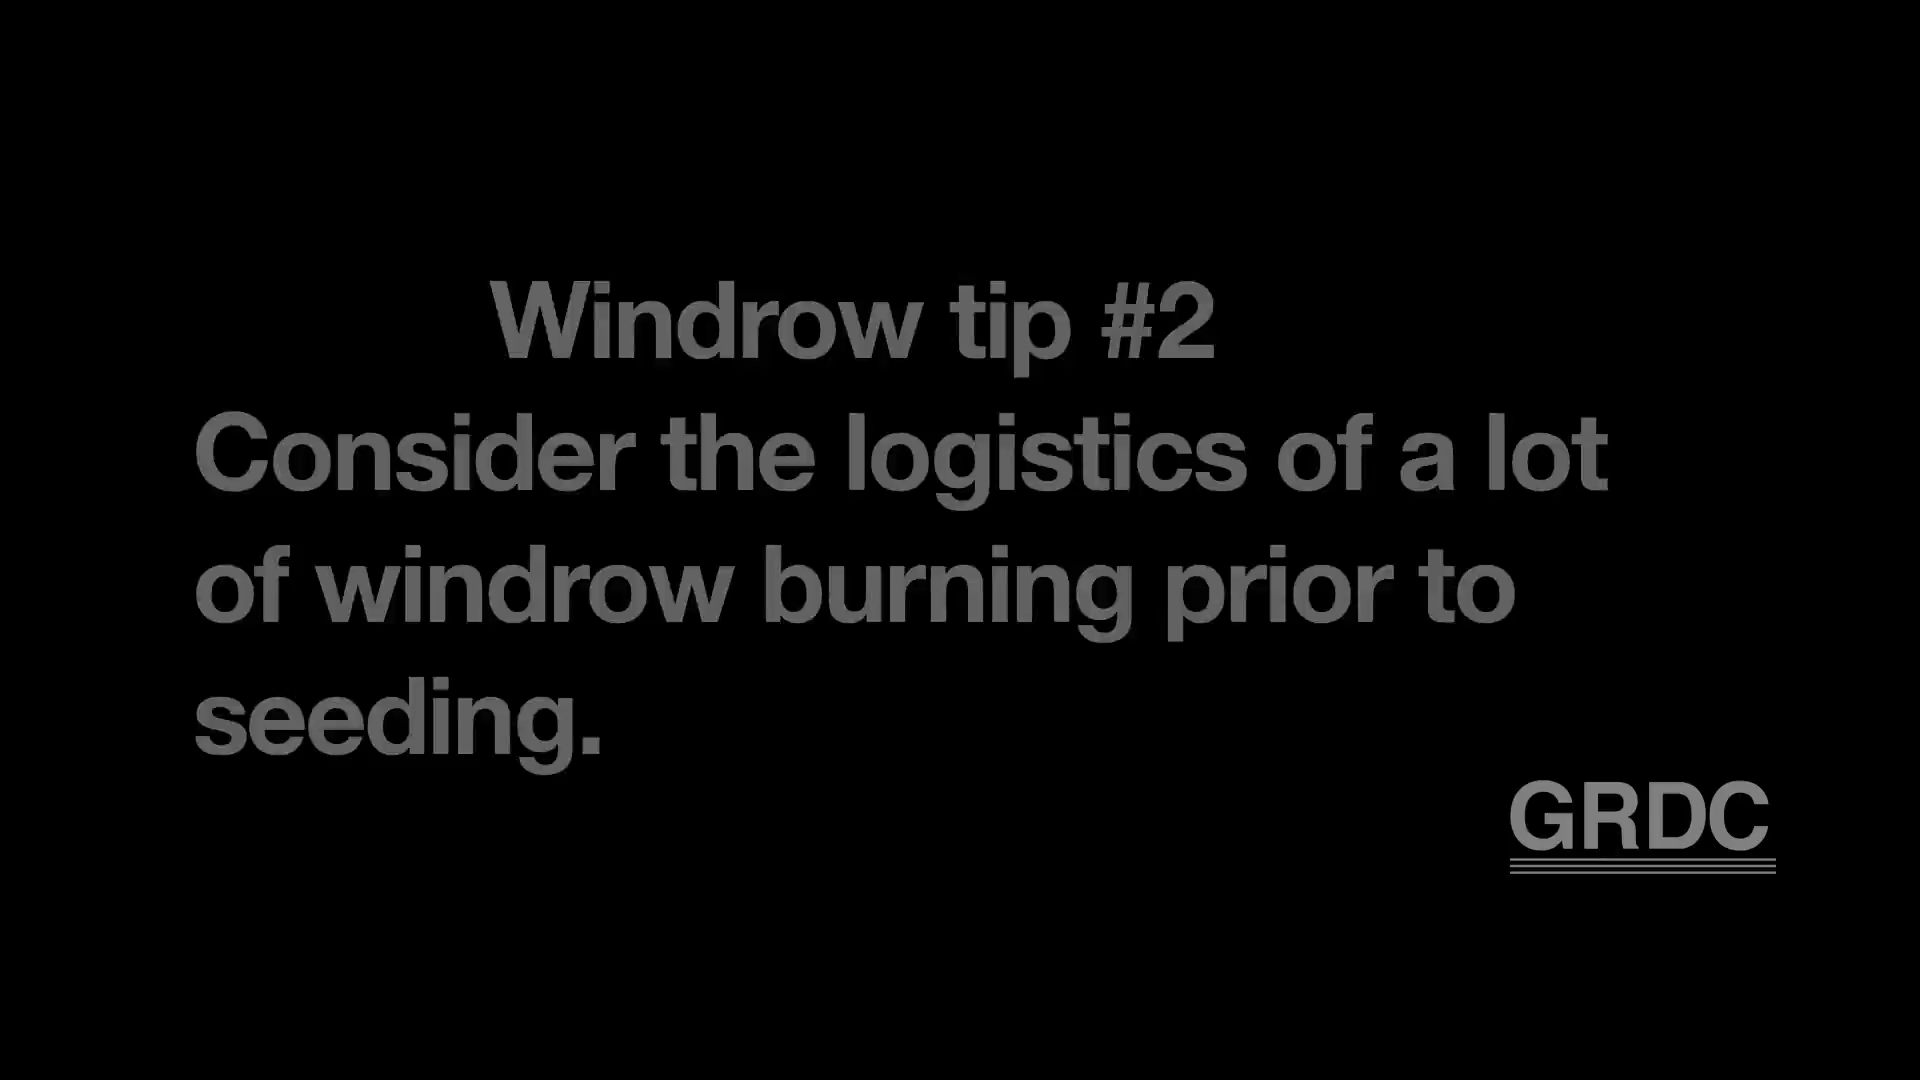 Windrow tip #2
Consider the logistics of a lot
of windrow burning prior to
seeding.
GRDC